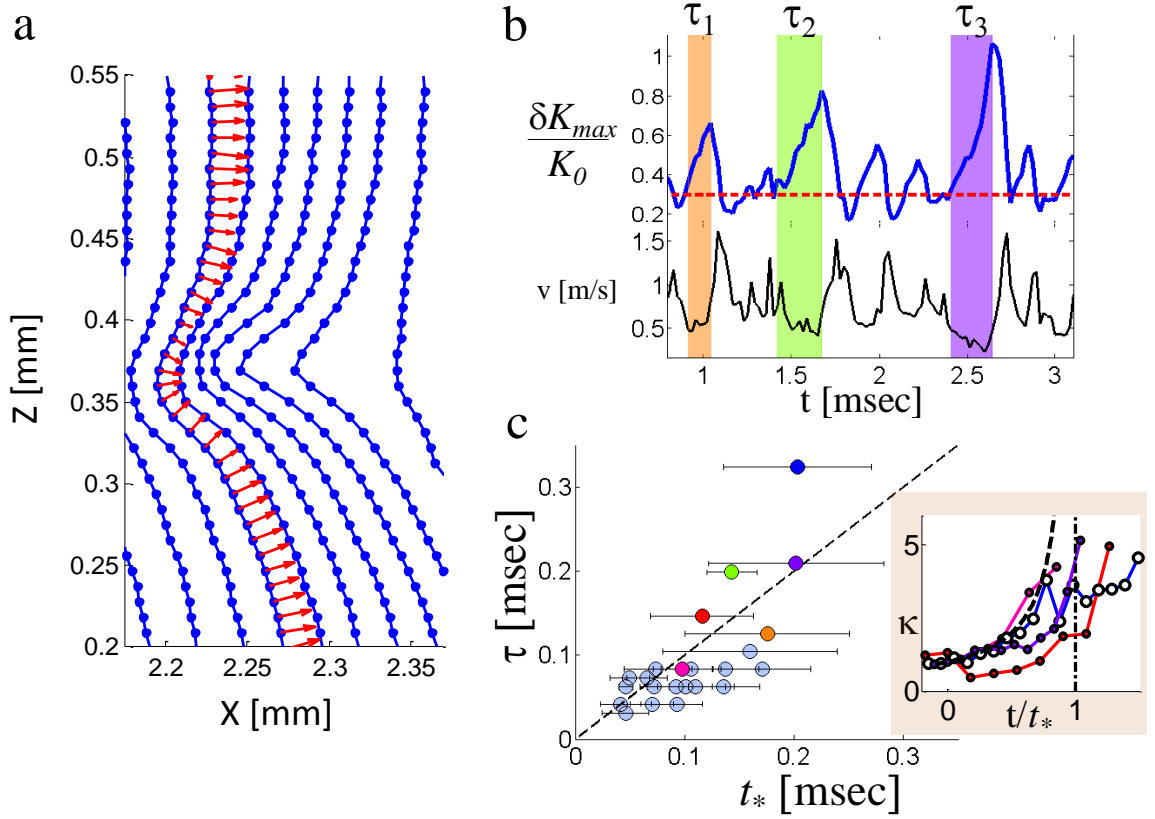 a
0.55
0.5
0.45
0.4
0.35
0.3
0.25
0.2
Z [mm]
2.2 2.25 2.3 2.35
X [mm]
b
τ1 τ2 τ3
1
0.8
0.6
0.4
0.2
δKmax
K0
1.5
1
0.5
v [m/s]
1 1.5 2 2.5 3
t [msec]
c
0.3
0.2
0.1
0
τ [msec]
0 0.1 0.2 0.3
t* [msec]
5
κ
0
0 t/t* 1